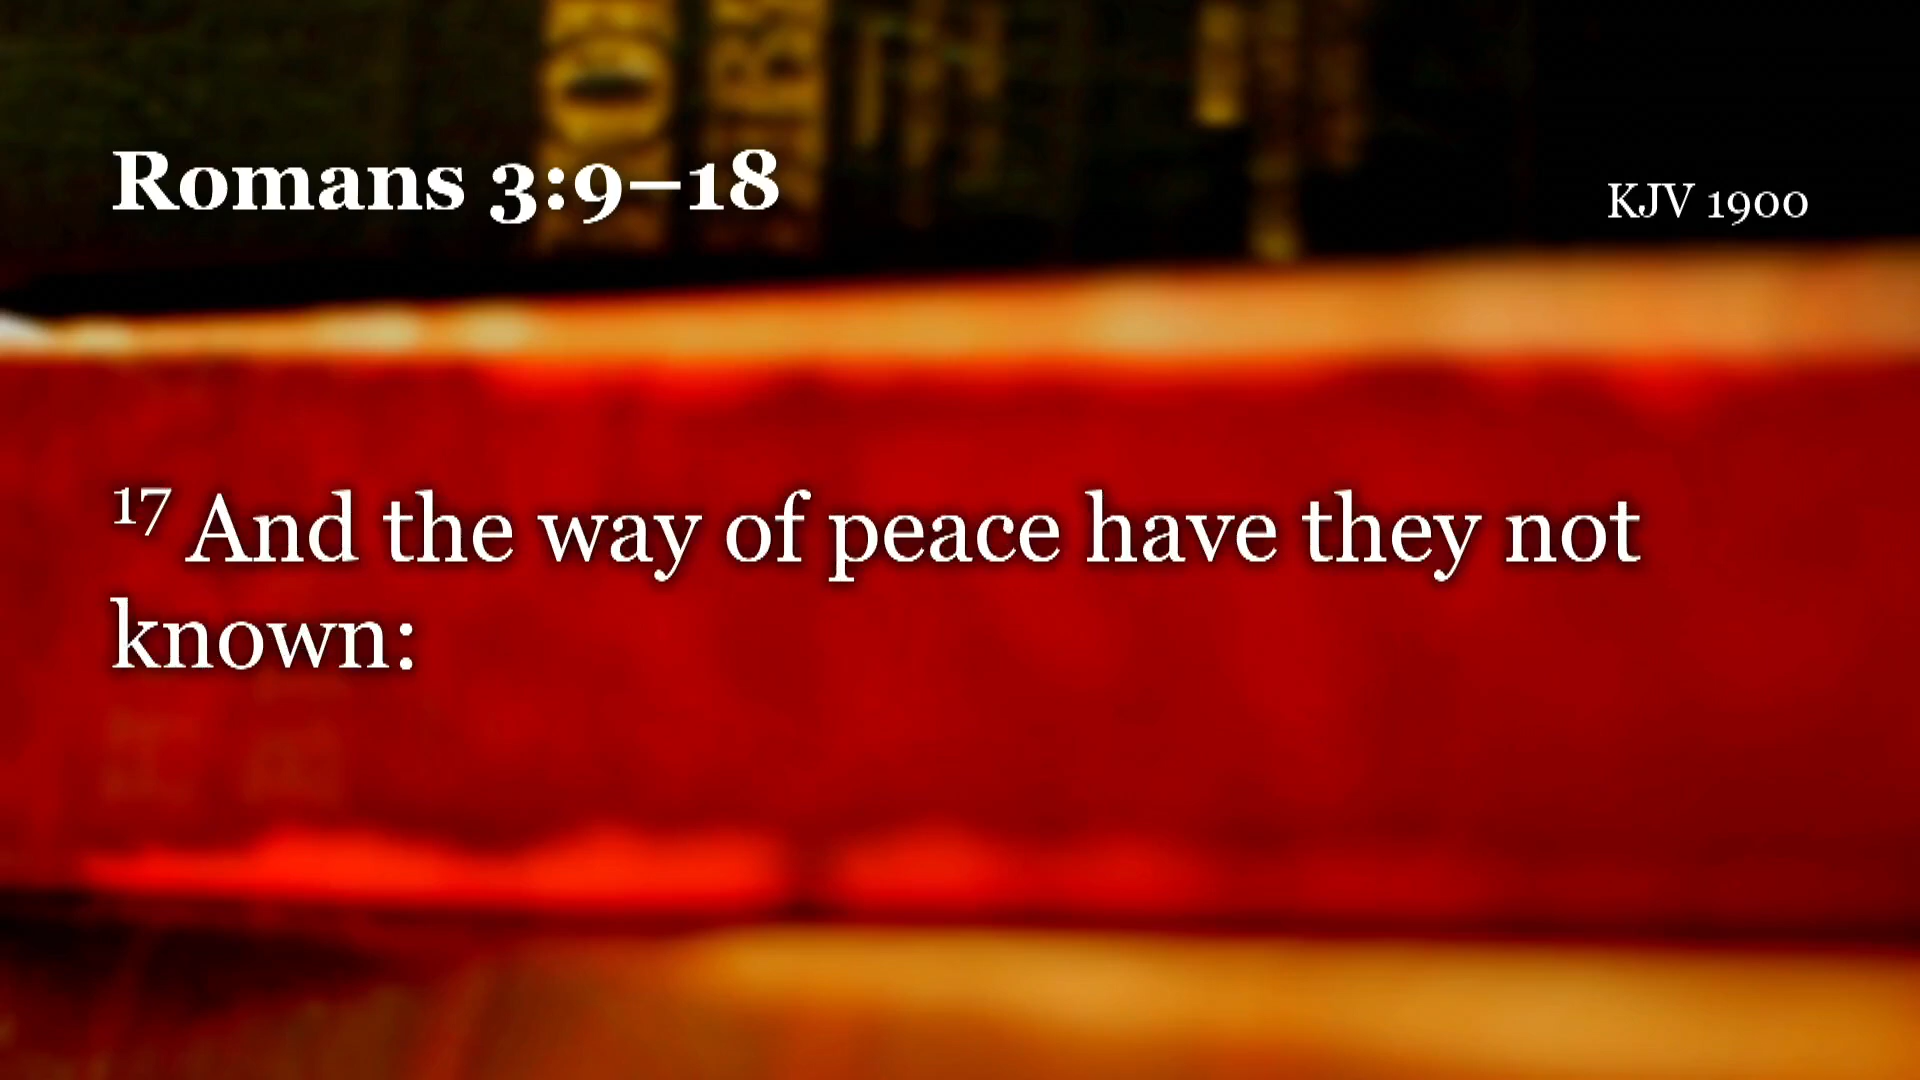 Romans 3:9–18
KJV 1900
17 And the way of peace have they not
known: